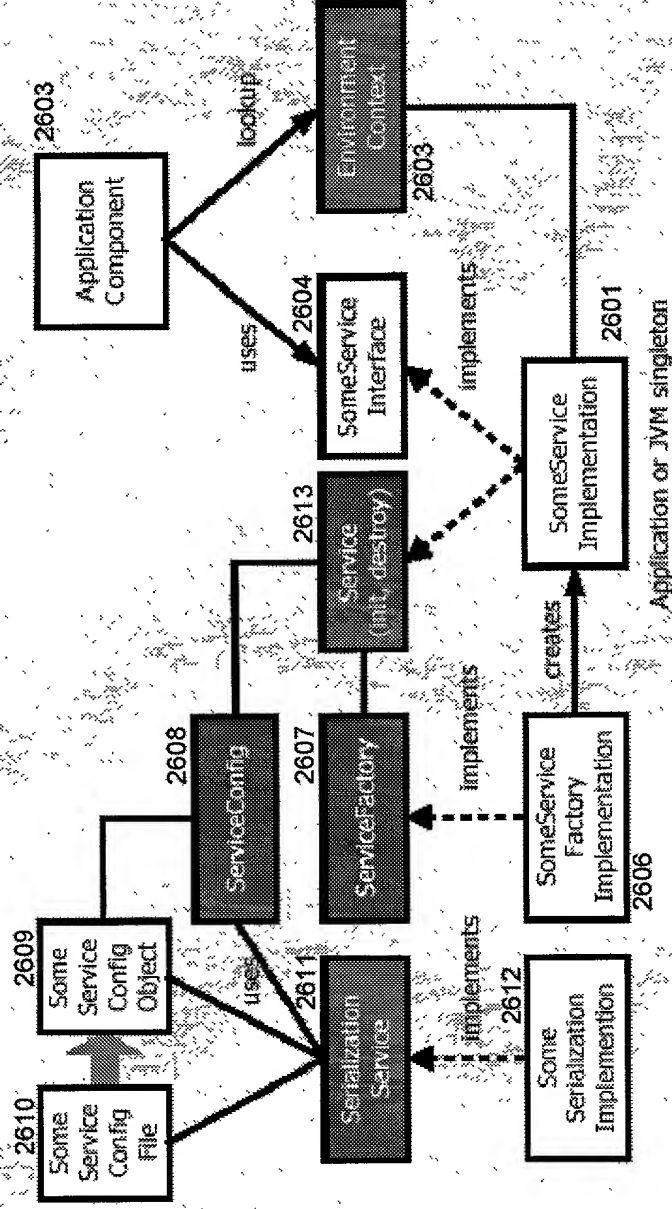 2603
Application
Component
uses
lookup
2604
SomeService
Interface
Environment
Context
2603
implements
SomeService
Implementation
2601
Application or JVM singleton
2613
Service
(init, destroy)
2608
ServiceConfig
2607
ServiceFactory
implements
creates
SomeService
Factory
Implementation
2606
2609
Some
Service
Config
Object
2610
Some
Service
Config
File
uses
2611
Serialization
Service
implements
2612
Some
Serialization
Implemention